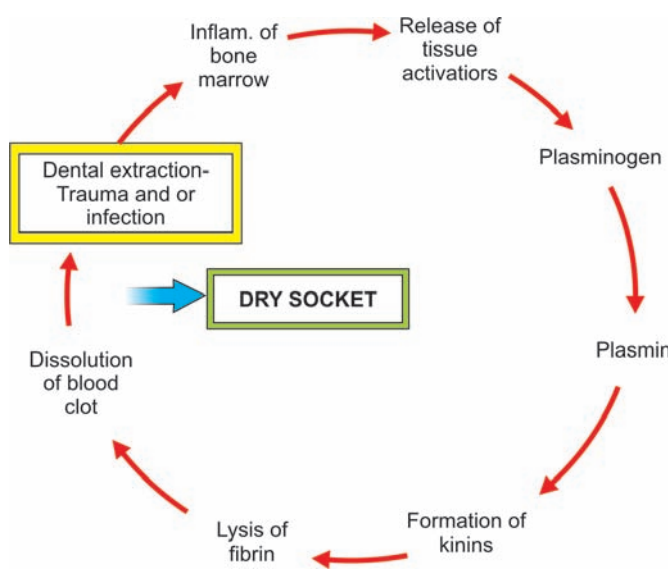 Inflam. of
bone
marrow
Release of
tissue
activatiors
Plasminogen
Plasmin
Formation of
kinins
Lysis of
fibrin
Dissolution
of blood
clot
Dental extraction-
Trauma and or
infection
DRY SOCKET